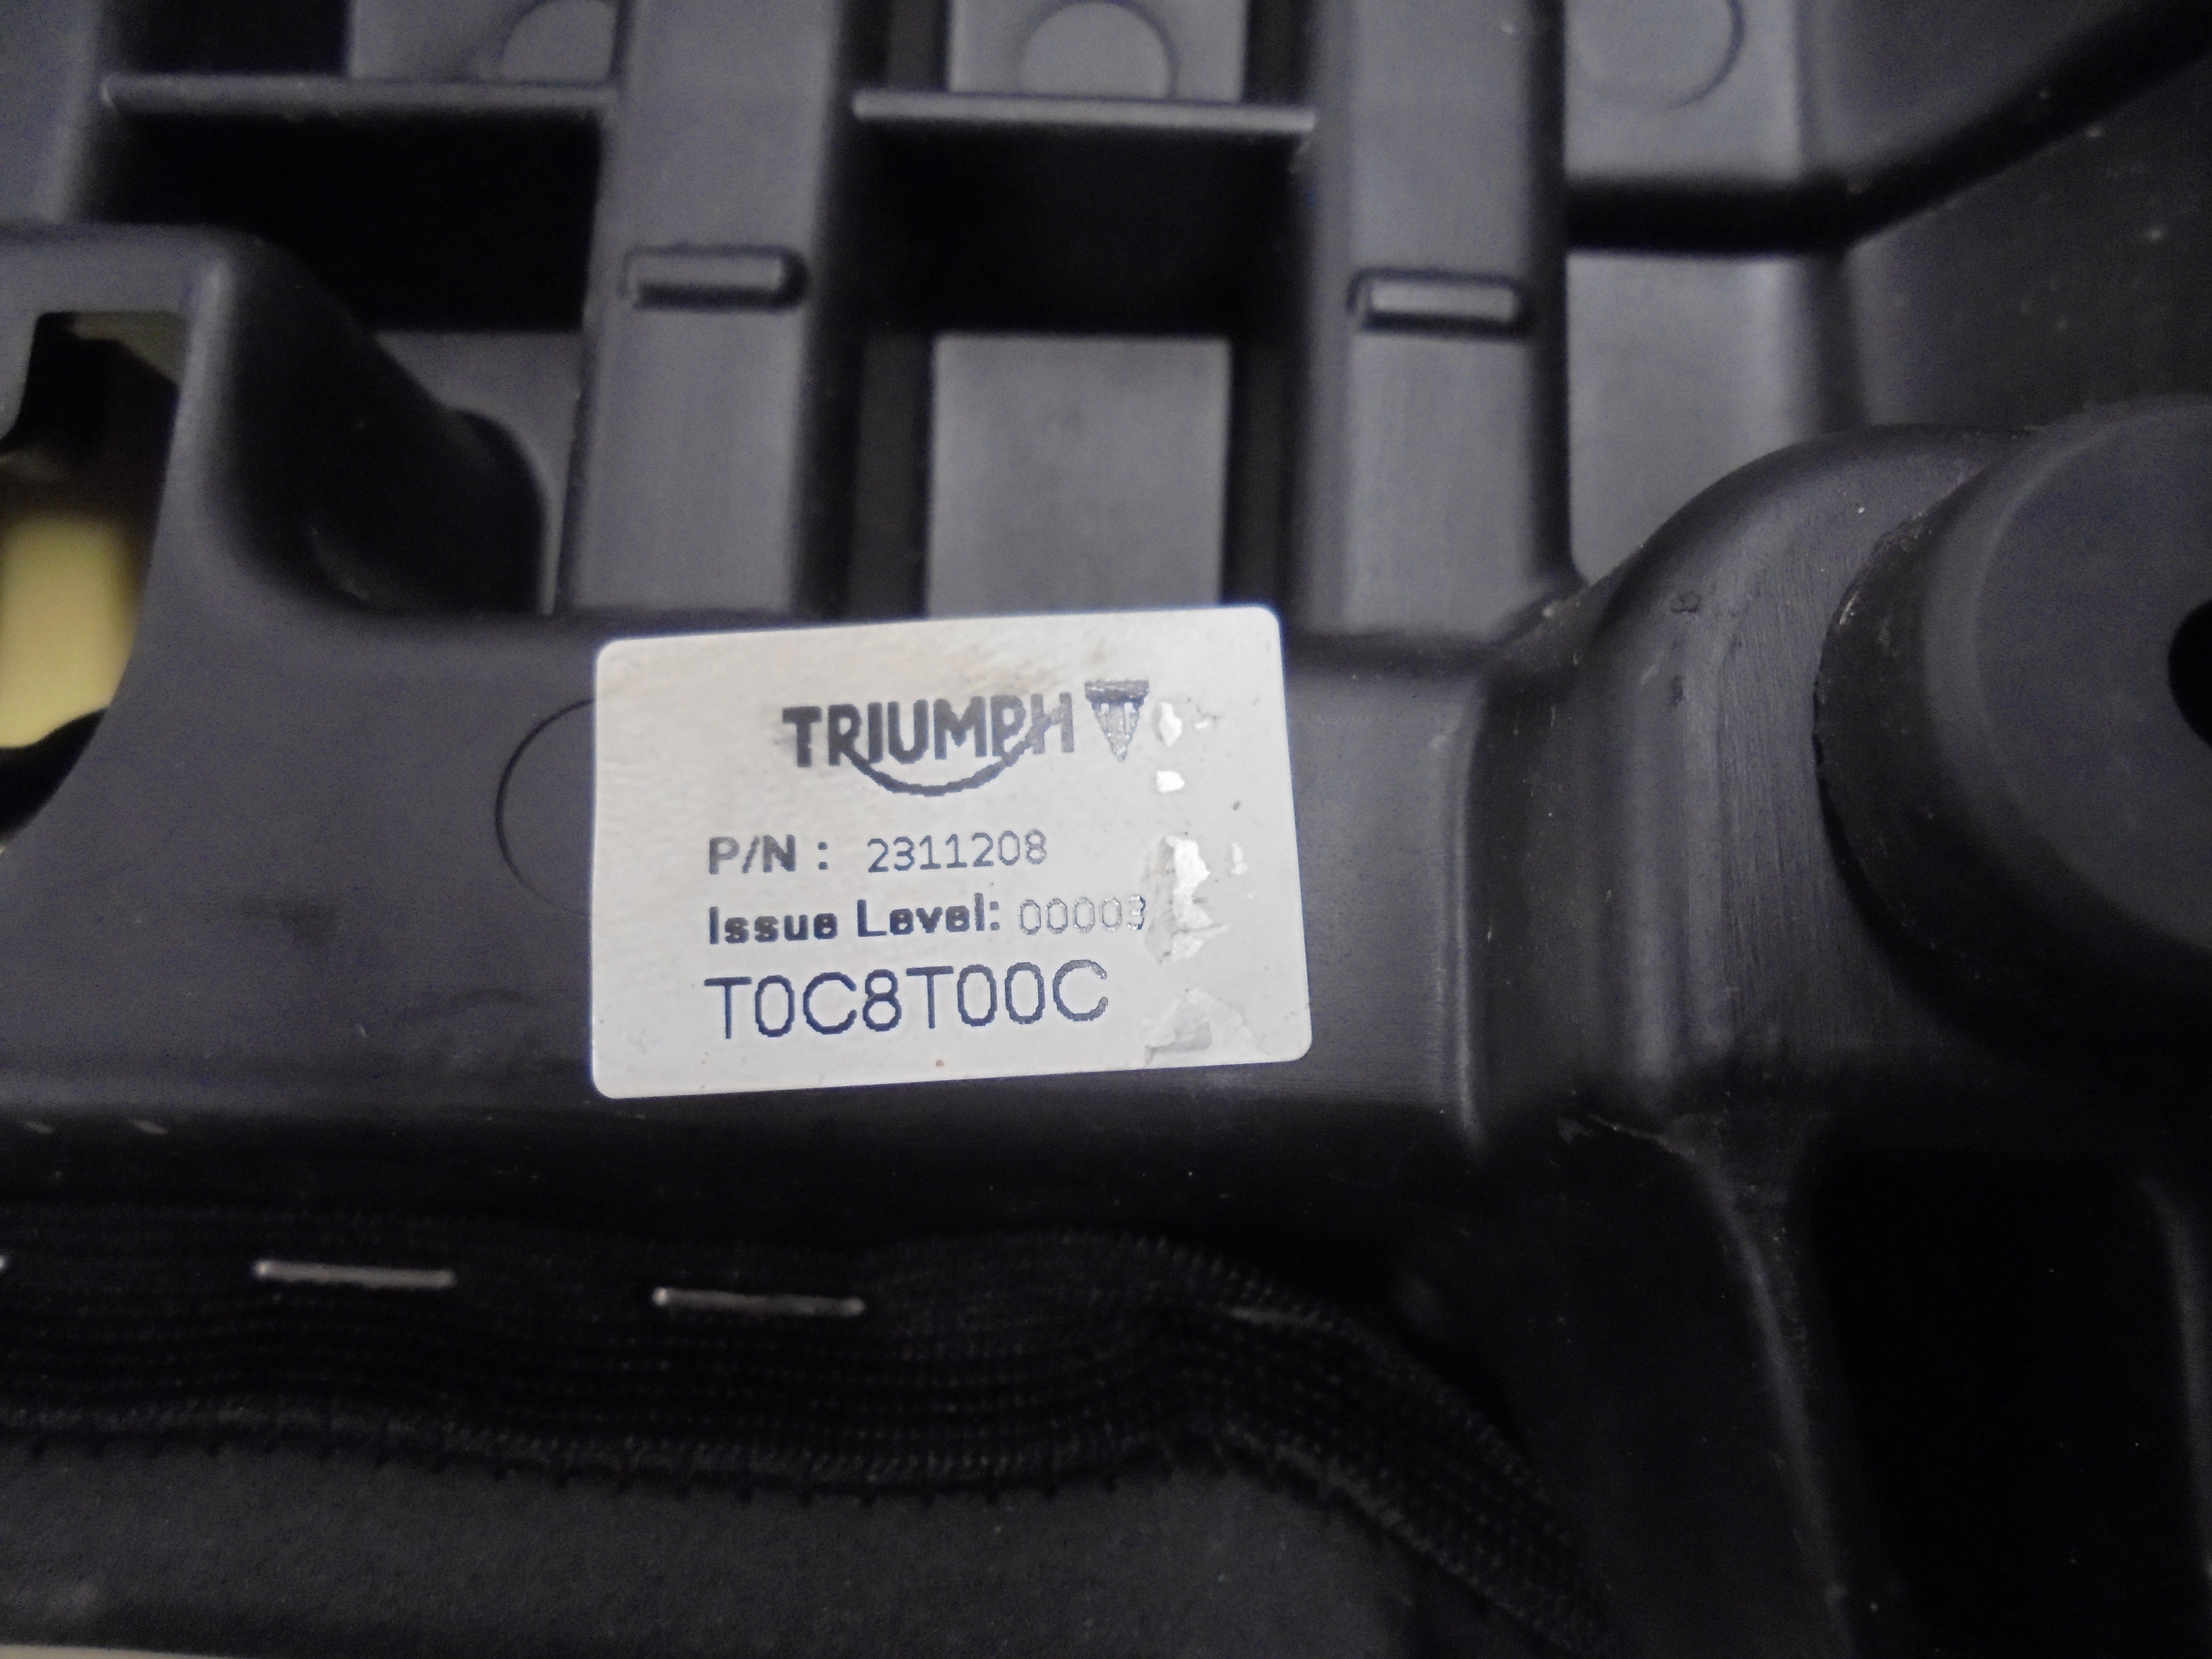 TRIUMPH
P/N : 2311208
Issue Level: 00003
T0C8T00C